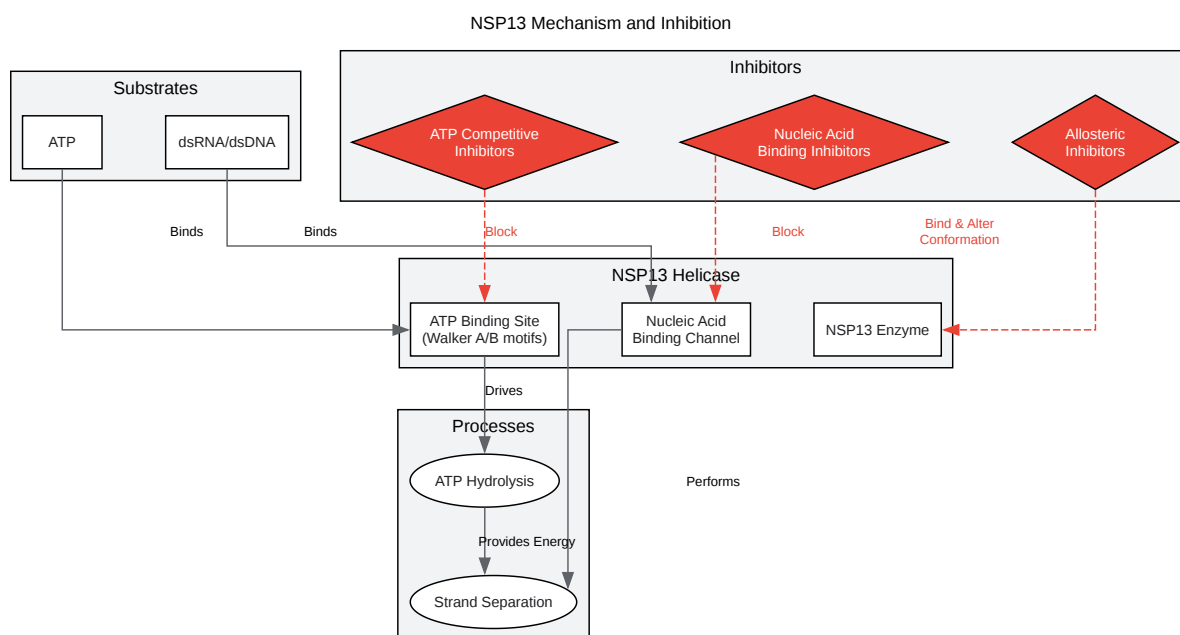 NSP13 Mechanism and Inhibition
Inhibitors
Substrates
ATP
dsRNA/dsDNA
ATP Competitive
Inhibitors
Nucleic Acid
Binding Inhibitors
Allosteric
Inhibitors
Binds
Binds
Block
Block
Bind & Alter
Conformation
NSP13 Helicase
ATP Binding Site
(Walker A/B motifs)
Nucleic Acid
Binding Channel
NSP13 Enzyme
Drives
Processes
ATP Hydrolysis
Performs
Provides Energy
Strand Separation